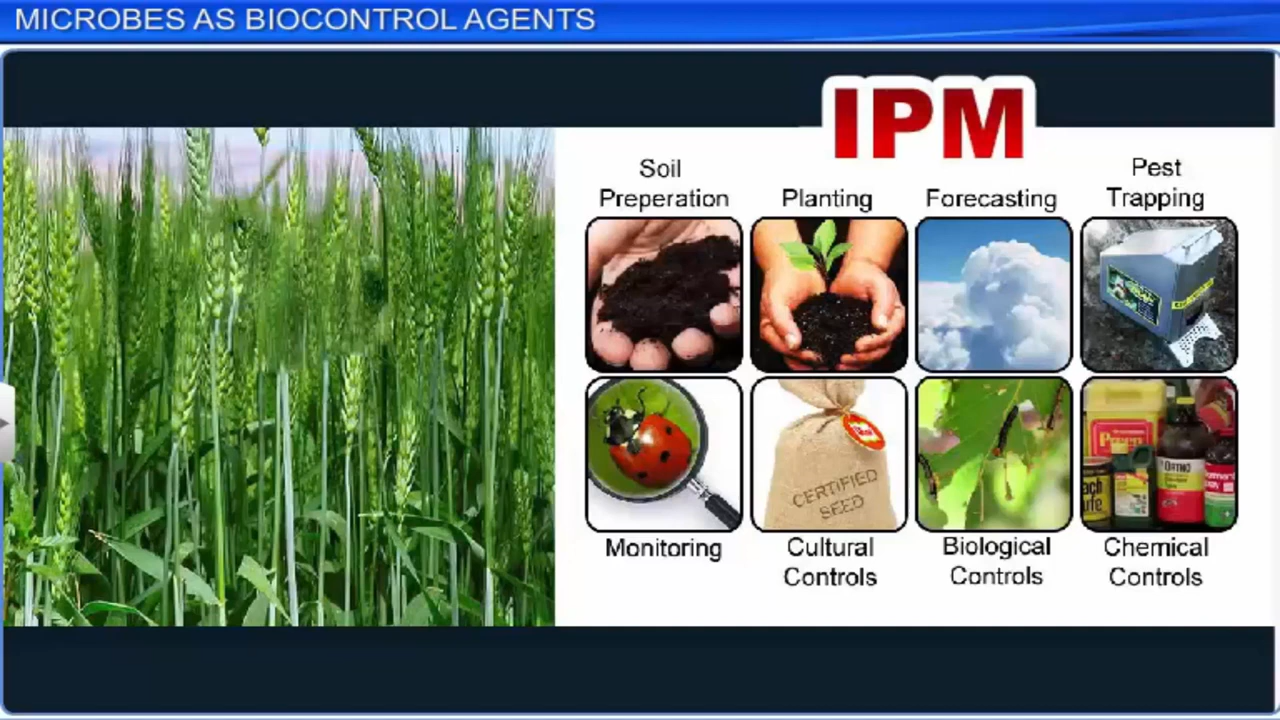 MICROBES AS BIOCONTROL AGENTS
IPM
Soil
Preperation
Planting
Forecasting
Pest
Trapping
CERTIFIED
SEED
ORTHO
Monitoring
Cultural
Controls
Biological
Controls
Chemical
Controls